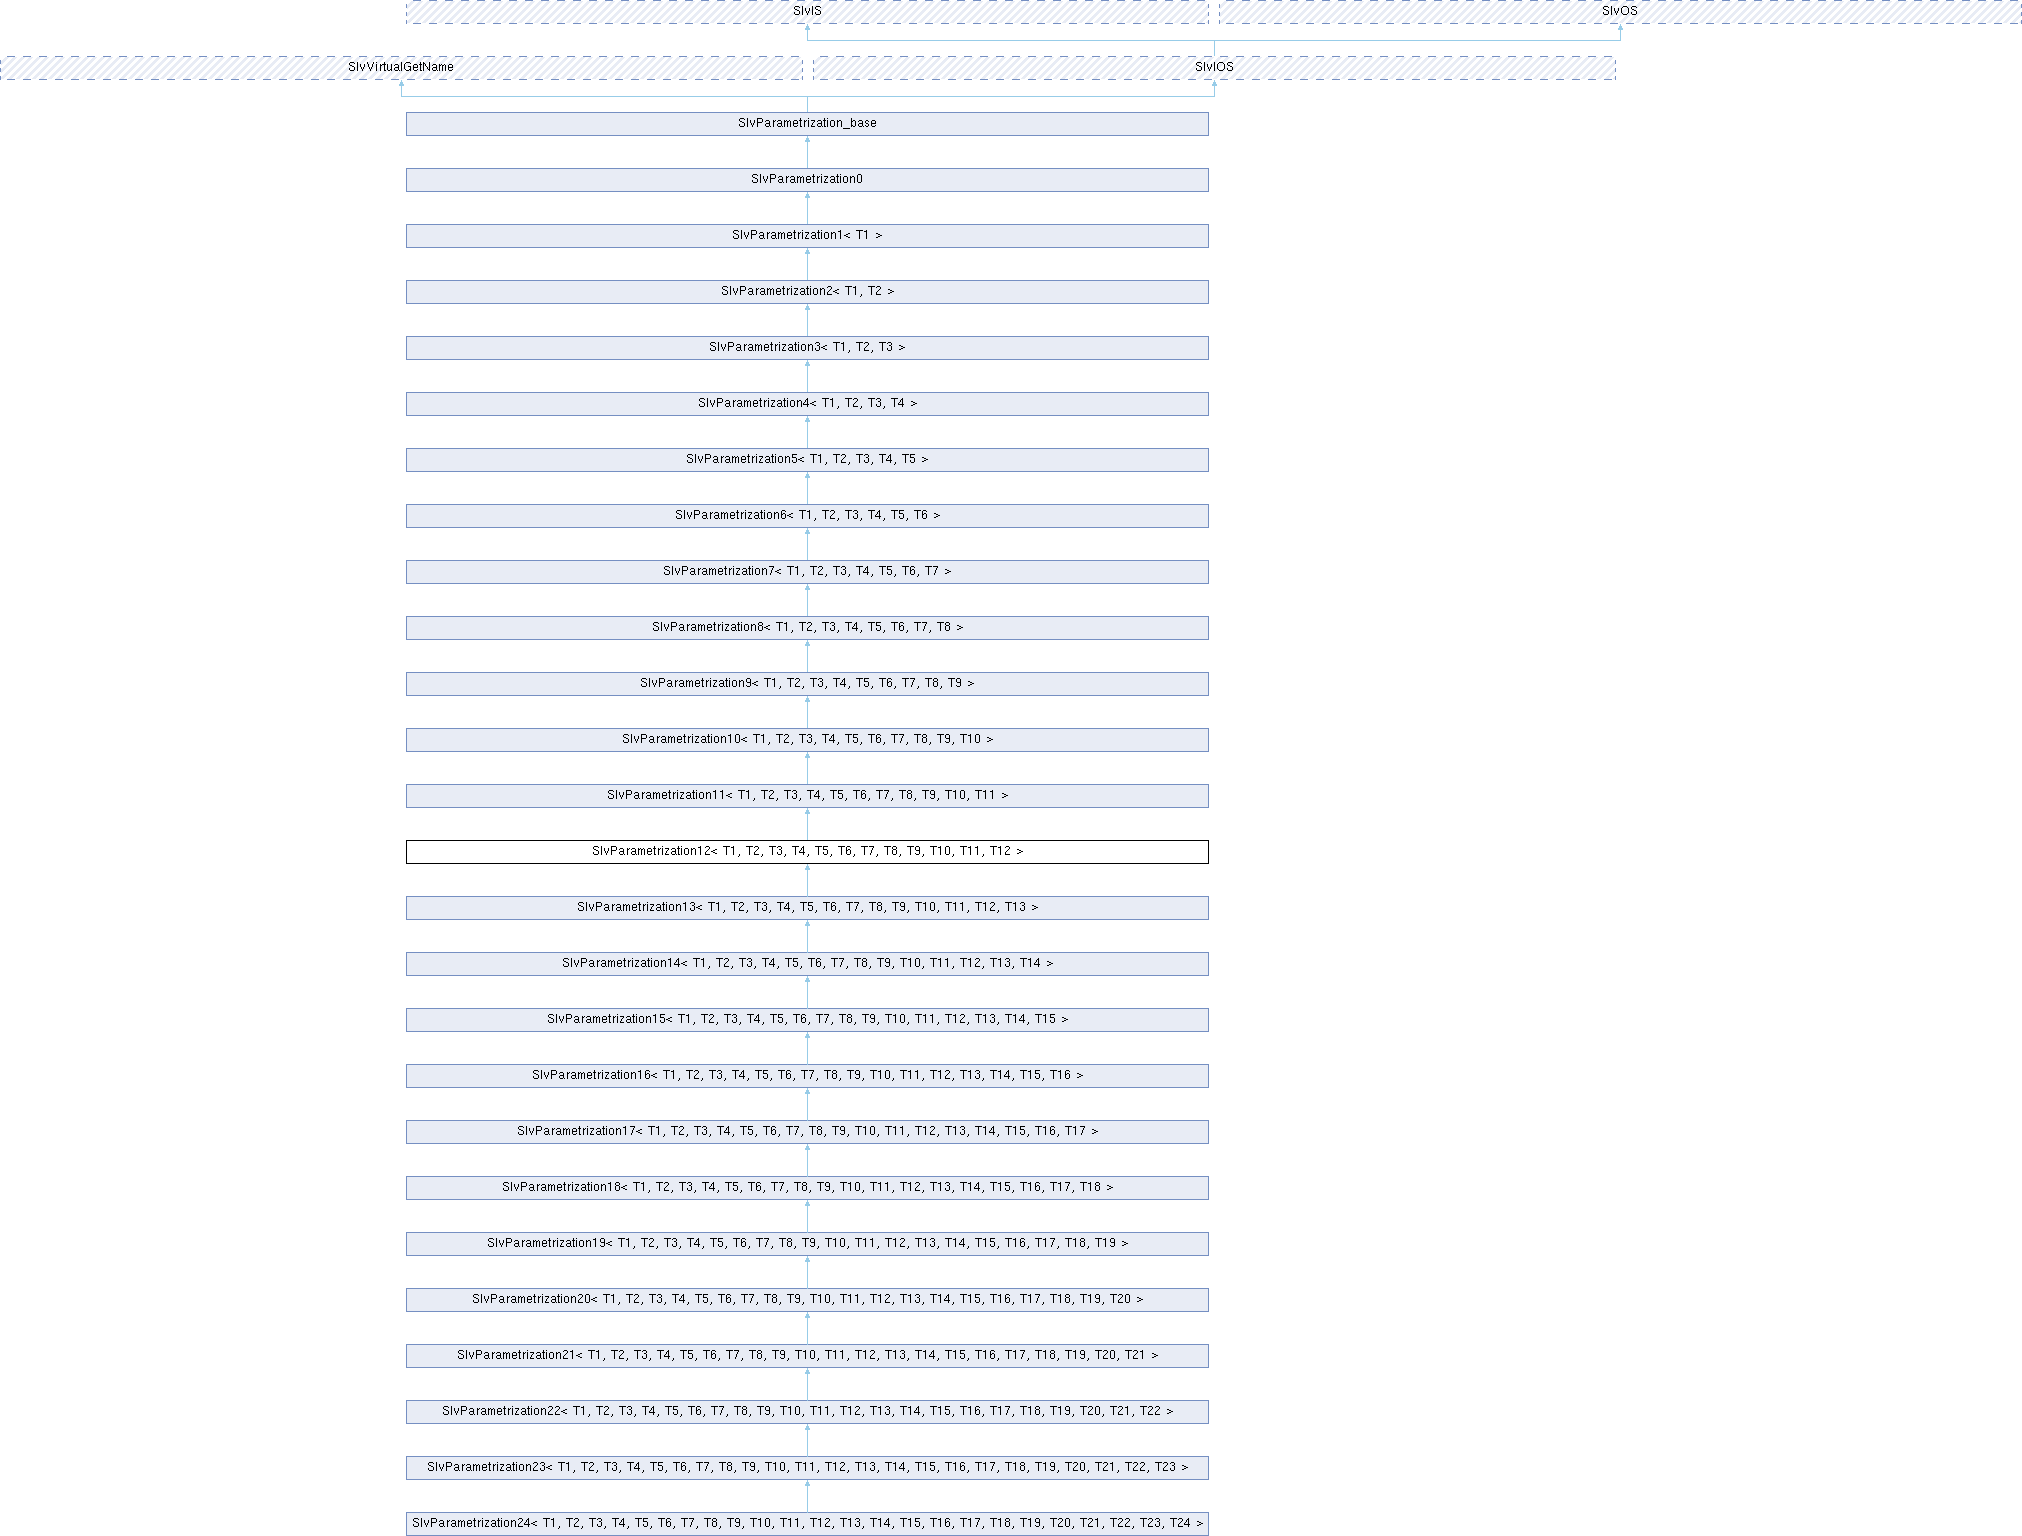 SlvIS
SlvOS
SlvVirtualGetName
SlvIOS
SlvParametrization_base
SlvParametrization0
SlvParametrization1< T1 >
SlvParametrization2< T1, T2 >
SlvParametrization3< T1, T2, T3 >
SlvParametrization4< T1, T2, T3, T4 >
SlvParametrization5< T1, T2, T3, T4, T5 >
SlvParametrization6< T1, T2, T3, T4, T5, T6 >
SlvParametrization7< T1, T2, T3, T4, T5, T6, T7 >
SlvParametrization8< T1, T2, T3, T4, T5, T6, T7, T8 >
SlvParametrization9< T1, T2, T3, T4, T5, T6, T7, T8, T9 >
SlvParametrization10< T1, T2, T3, T4, T5, T6, T7, T8, T9, T10 >
SlvParametrization11< T1, T2, T3, T4, T5, T6, T7, T8, T9, T10, T11 >
SlvParametrization12< T1, T2, T3, T4, T5, T6, T7, T8, T9, T10, T11, T12 >
SlvParametrization13< T1, T2, T3, T4, T5, T6, T7, T8, T9, T10, T11, T12, T13 >
SlvParametrization14< T1, T2, T3, T4, T5, T6, T7, T8, T9, T10, T11, T12, T13, T14 >
SlvParametrization15< T1, T2, T3, T4, T5, T6, T7, T8, T9, T10, T11, T12, T13, T14, T15 >
SlvParametrization16< T1, T2, T3, T4, T5, T6, T7, T8, T9, T10, T11, T12, T13, T14, T15, T16 >
SlvParametrization17< T1, T2, T3, T4, T5, T6, T7, T8, T9, T10, T11, T12, T13, T14, T15, T16, T17 >
SlvParametrization18< T1, T2, T3, T4, T5, T6, T7, T8, T9, T10, T11, T12, T13, T14, T15, T16, T17, T18 >
SlvParametrization19< T1, T2, T3, T4, T5, T6, T7, T8, T9, T10, T11, T12, T13, T14, T15, T16, T17, T18, T19 >
SlvParametrization20< T1, T2, T3, T4, T5, T6, T7, T8, T9, T10, T11, T12, T13, T14, T15, T16, T17, T18, T19, T20 >
SlvParametrization21< T1, T2, T3, T4, T5, T6, T7, T8, T9, T10, T11, T12, T13, T14, T15, T16, T17, T18, T19, T20, T21 >
SlvParametrization22< T1, T2, T3, T4, T5, T6, T7, T8, T9, T10, T11, T12, T13, T14, T15, T16, T17, T18, T19, T20, T21, T22 >
SlvParametrization23< T1, T2, T3, T4, T5, T6, T7, T8, T9, T10, T11, T12, T13, T14, T15, T16, T17, T18, T19, T20, T21, T22, T23 >
SlvParametrization24< T1, T2, T3, T4, T5, T6, T7, T8, T9, T10, T11, T12, T13, T14, T15, T16, T17, T18, T19, T20, T21, T22, T23, T24 >